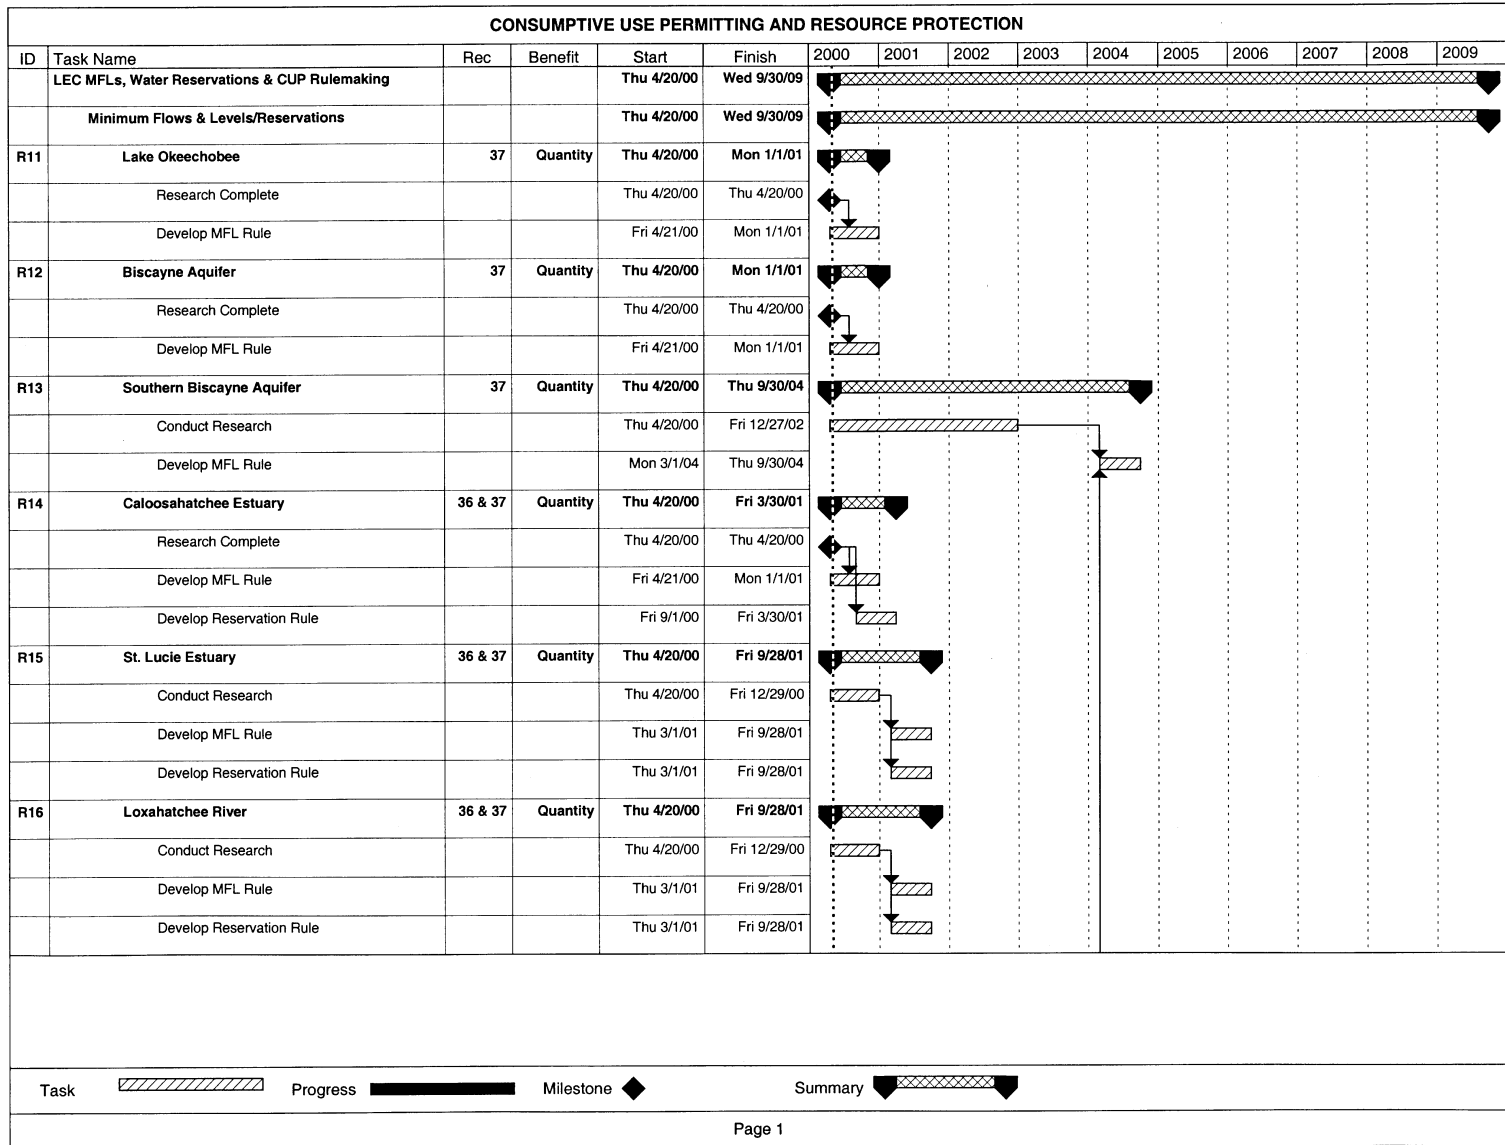 CONSUMPTIVE USE PERMITTING AND RESOURCE PROTECTION
ID Task Name Rec Benefit Start Finish 2000 2001 2002 2003 2004 2005 2006 2007 2008 2009
LEC MFLs, Water Reservations & CUP Rulemaking Thu 4/20/00 Wed 9/30/09
Minimum Flows & Levels/Reservations Thu 4/20/00 Wed 9/30/09
R11 Lake Okeechobee 37 Quantity Thu 4/20/00 Mon 1/1/01
Research Complete Thu 4/20/00 Thu 4/20/00
Develop MFL Rule Fri 4/21/00 Mon 1/1/01
R12 Biscayne Aquifer 37 Quantity Thu 4/20/00 Mon 1/1/01
Research Complete Thu 4/20/00 Thu 4/20/00
Develop MFL Rule Fri 4/21/00 Mon 1/1/01
R13 Southern Biscayne Aquifer 37 Quantity Thu 4/20/00 Thu 9/30/04
Conduct Research Thu 4/20/00 Fri 12/27/02
Develop MFL Rule Mon 3/1/04 Thu 9/30/04
R14 Caloosahatchee Estuary 36 & 37 Quantity Thu 4/20/00 Fri 3/30/01
Research Complete Thu 4/20/00 Thu 4/20/00
Develop MFL Rule Fri 4/21/00 Mon 1/1/01
Develop Reservation Rule Fri 9/1/00 Fri 3/30/01
R15 St. Lucie Estuary 36 & 37 Quantity Thu 4/20/00 Fri 9/28/01
Conduct Research Thu 4/20/00 Fri 12/29/00
Develop MFL Rule Thu 3/1/01 Fri 9/28/01
Develop Reservation Rule Thu 3/1/01 Fri 9/28/01
R16 Loxahatchee River 36 & 37 Quantity Thu 4/20/00 Fri 9/28/01
Conduct Research Thu 4/20/00 Fri 12/29/00
Develop MFL Rule Thu 3/1/01 Fri 9/28/01
Develop Reservation Rule Thu 3/1/01 Fri 9/28/01
Task Progress Milestone Summary
Page 1